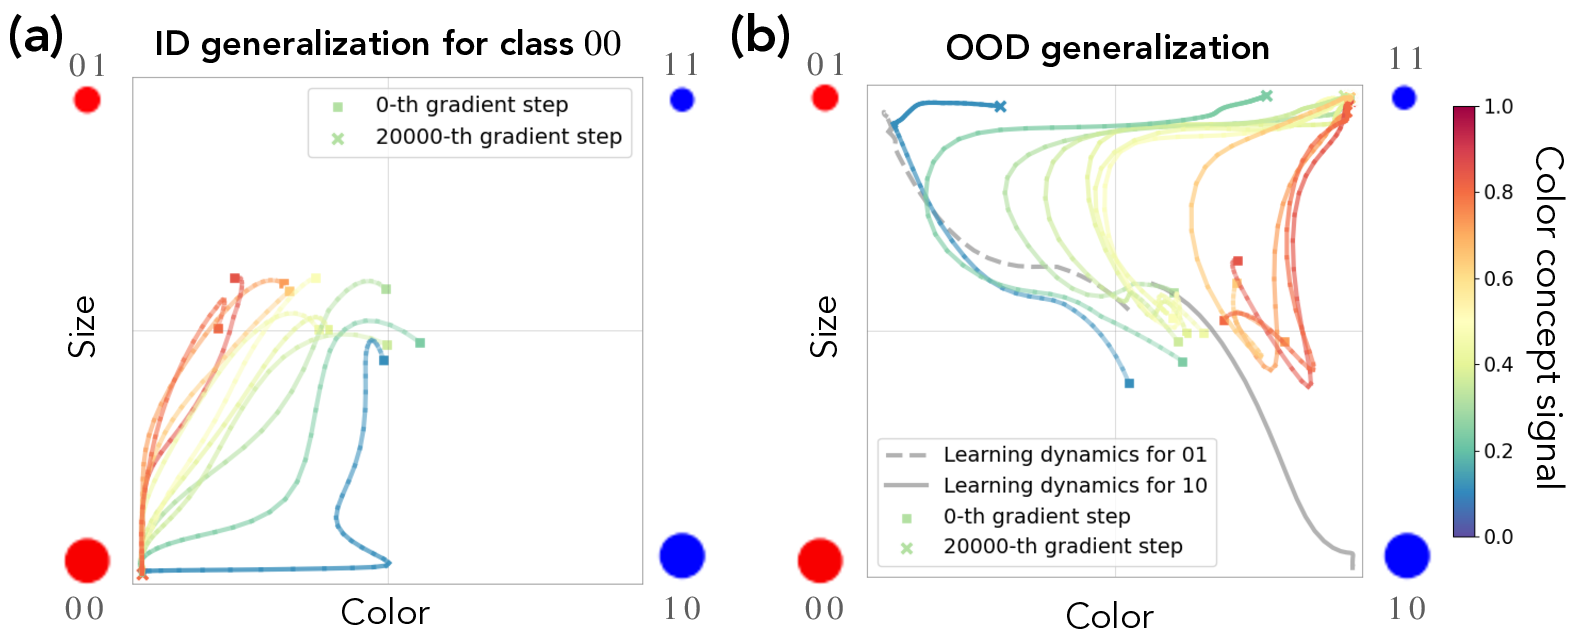 (a)
ID generalization for class 00
01
11
0-th gradient step
20000-th gradient step
Size
00
Color
10
(b)
OOD generalization
01
11
Size
Learning dynamics for 01
Learning dynamics for 10
0-th gradient step
20000-th gradient step
00
Color
10
1.0
0.8
0.6
0.4
0.2
0.0
Color concept signal